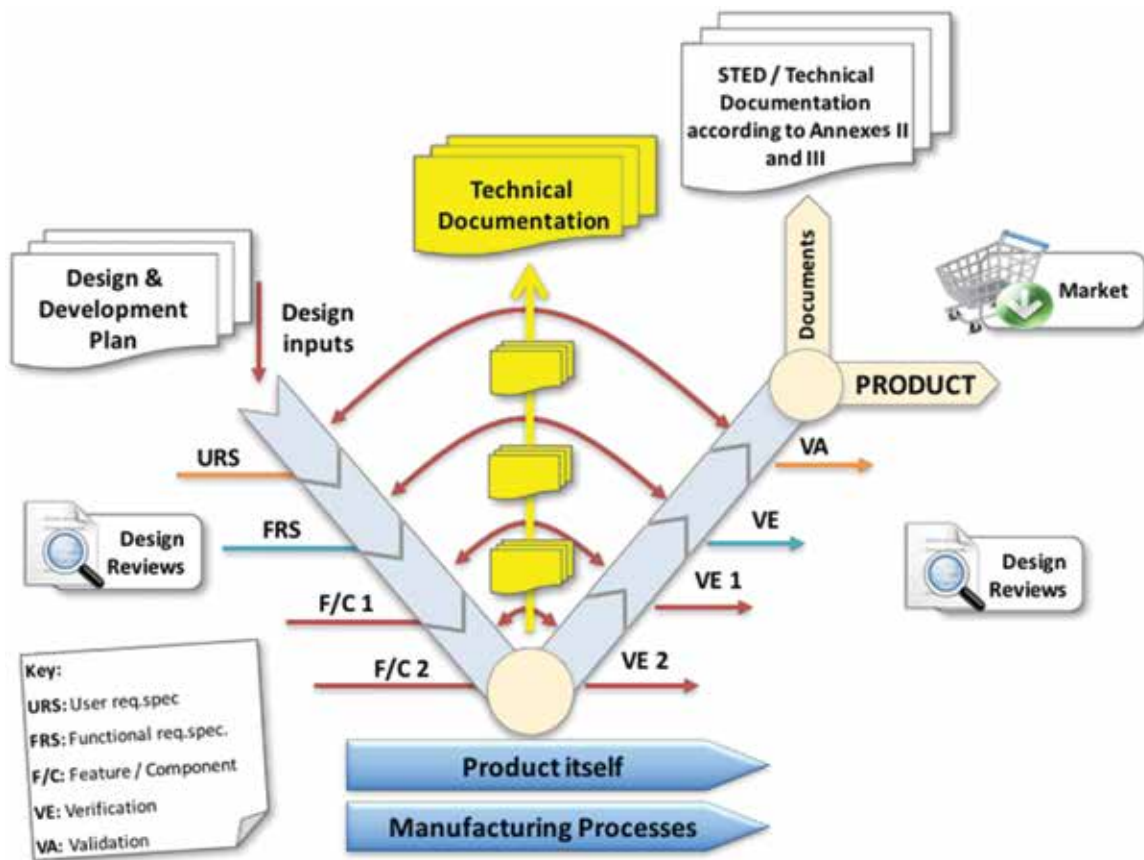 STED / Technical
Documentation
according to Annexes II
and III
Technical
Documentation
Design &
Development
Plan
Design
inputs
Documents
Market
PRODUCT
URS
VA
FRS
VE
Design
Reviews
Design
Reviews
F/C 1
VE 1
F/C 2
VE 2
Key:
URS: User req.spec
FRS: Functional req.spec.
F/C: Feature / Component
VE: Verification
VA: Validation
Product itself
Manufacturing Processes